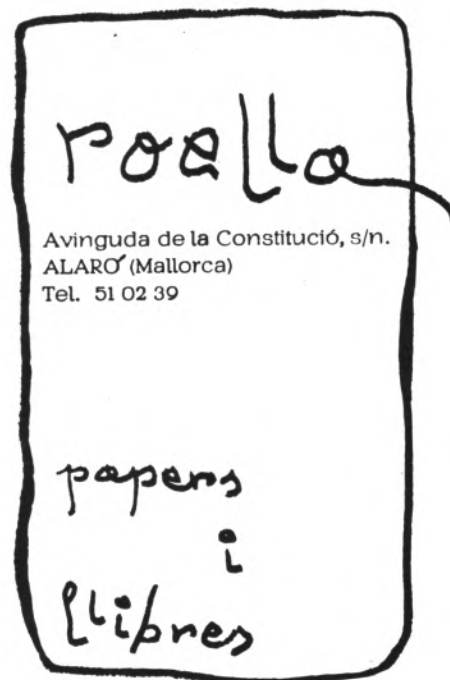 roella
Avinguda de la Constitució, s/n.
ALARÓ (Mallorca)
Tel. 51 02 39
papers
i
llibres